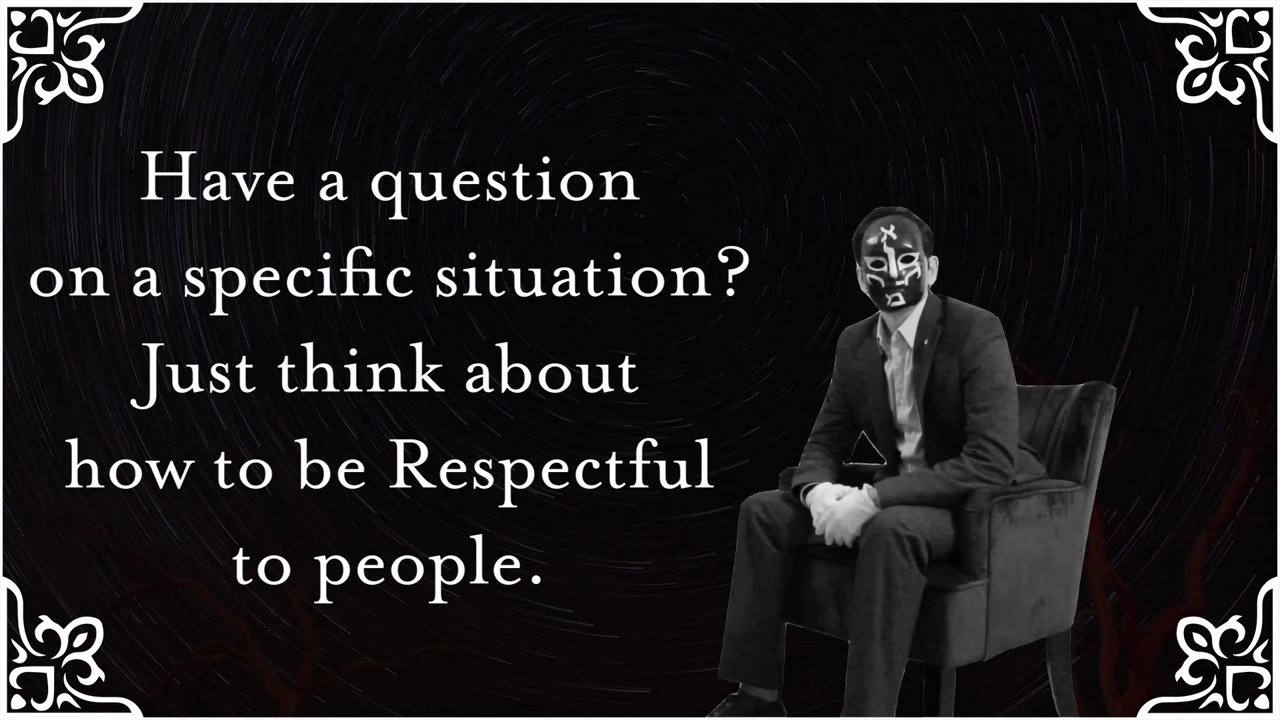 Have a question
on a specific situation?
Just think about
how to be Respectful
to people.